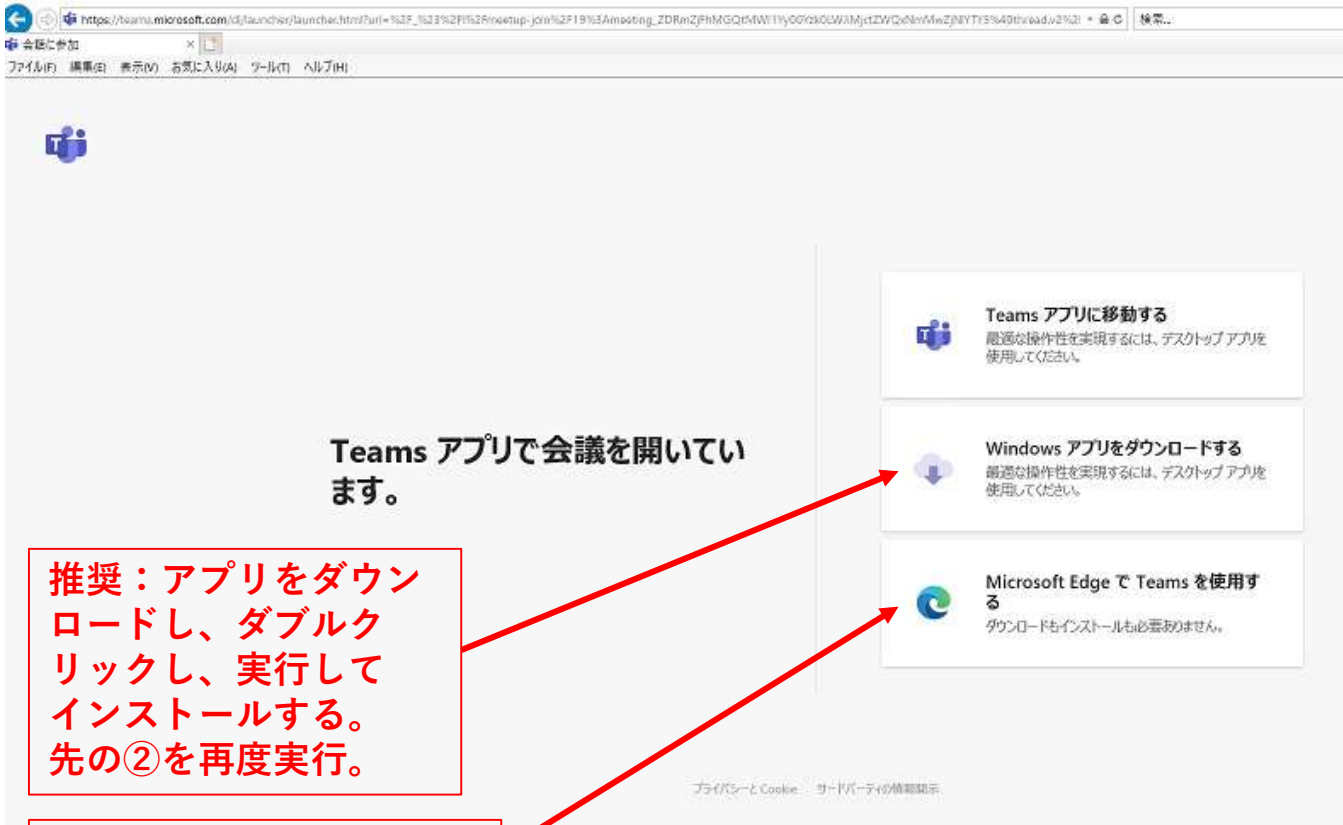 会議に参加
ファイル(F) 編集(E) 表示(V) お気に入り(A) ツール(T) ヘルプ(H)
検索...
Teams アプリに移動する
最適な操作性を実現するには、デスクトップ アプリを
使用してください。
Teams アプリで会議を開いてい
ます。
Windows アプリをダウンロードする
最適な操作性を実現するには、デスクトップ アプリを
使用してください。
Microsoft Edge で Teams を使用す
る
ダウンロードもインストールも必要ありません。
推奨：アプリをダウン
ロードし、ダブルク
リックし、実行して
インストールする。
先の②を再度実行。
プライバシーと Cookie サードパーティの情報開示